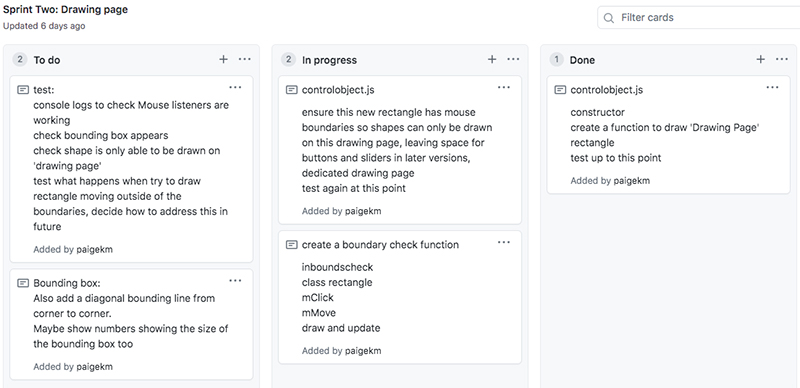 Sprint Two: Drawing page
Updated 6 days ago
Filter cards
2 To do
test:
console logs to check Mouse listeners are
working
check bounding box appears
check shape is only able to be drawn on
'drawing page'
test what happens when try to draw
rectangle moving outside of the
boundaries, decide how to address this in
future
Added by paigekm
Bounding box:
Also add a diagonal bounding line from
corner to corner.
Maybe show numbers showing the size of
the bounding box too
Added by paigekm
2 In progress
controlobject.js
ensure this new rectangle has mouse
boundaries so shapes can only be drawn
on this drawing page, leaving space for
buttons and sliders in later versions,
dedicated drawing page
test again at this point
Added by paigekm
create a boundary check function
inboundscheck
class rectangle
mClick
mMove
draw and update
Added by paigekm
1 Done
controlobject.js
constructor
create a function to draw 'Drawing Page'
rectangle
test up to this point
Added by paigekm